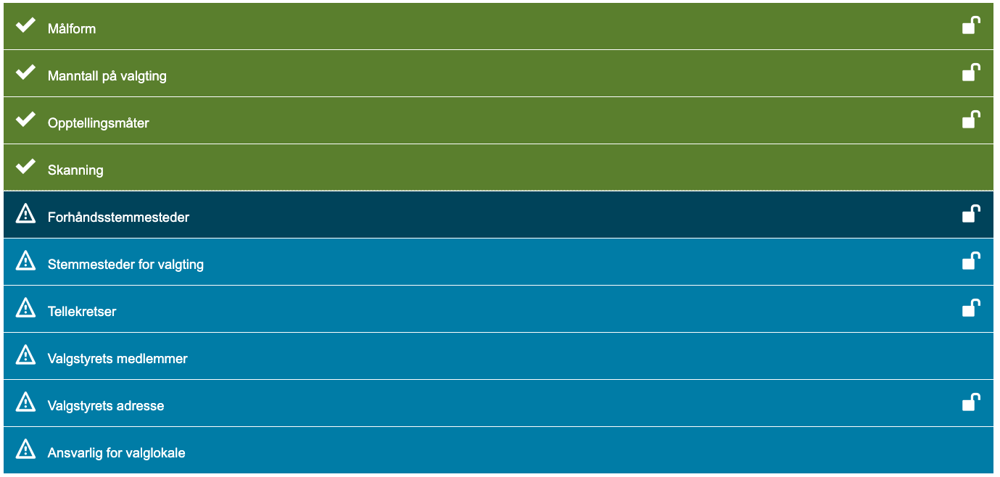 Målform
Manntall på valgting
Opptellingsmåter
Skanning
Forhåndsstemmesteder
Stemmesteder for valgting
Tellekretser
Valgstyrets medlemmer
Valgstyrets adresse
Ansvarlig for valglokale